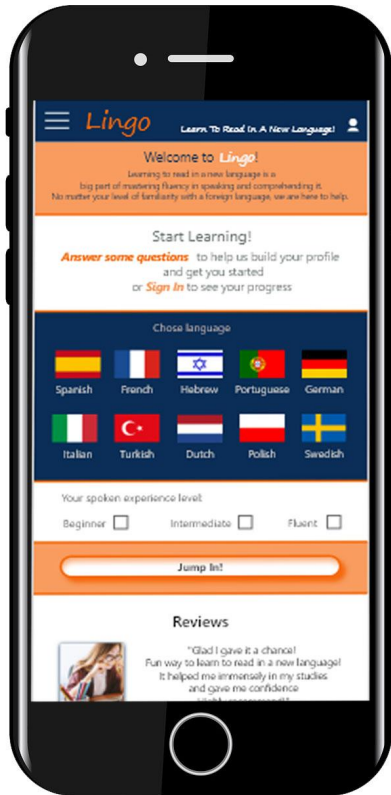 Lingo Learn To Read In A New Language!
Welcome to Lingo!
Learning to read in a new language is a
big part of mastering fluency in speaking and comprehending it.
No matter your level of familiarity with a foreign language, we are here to help.
Start Learning!
Answer some questions to help us build your profile
and get you started
or Sign In to see your progress
Chose language
Spanish French Hebrew Portuguese German
Italian Turkish Dutch Polish Swedish
Your spoken experience level:
Beginner Intermediate Fluent
Jump In!
Reviews
"Glad I gave it a chance!
Fun way to learn to read in a new language!
It helped me immensely in my studies
and gave me confidence